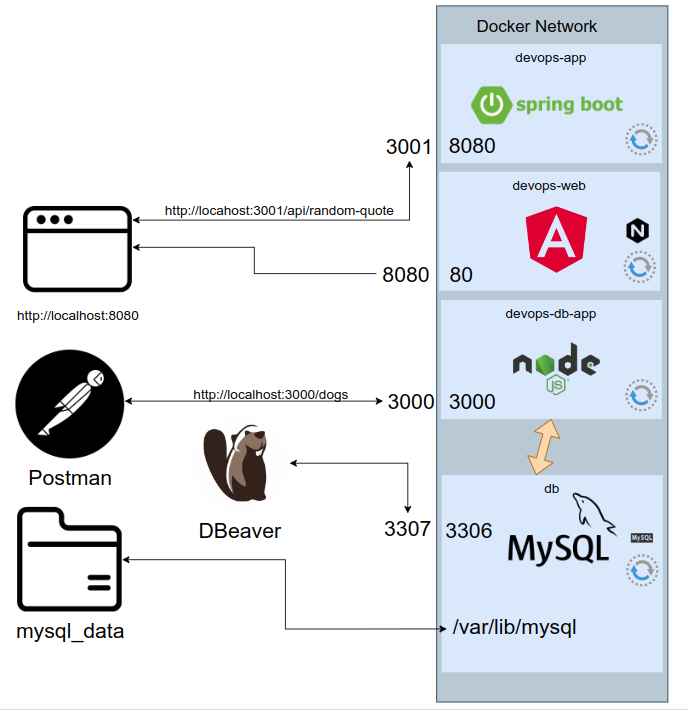 Docker Network
devops-app
spring boot
3001
8080
http://locahost:3001/api/random-quote
devops-web
8080
80
http://localhost:8080
devops-db-app
node
JS
http://localhost:3000/dogs
3000
3000
Postman
DBeaver
db
3307
3306
MySQL
MySQL
mysql_data
/var/lib/mysql